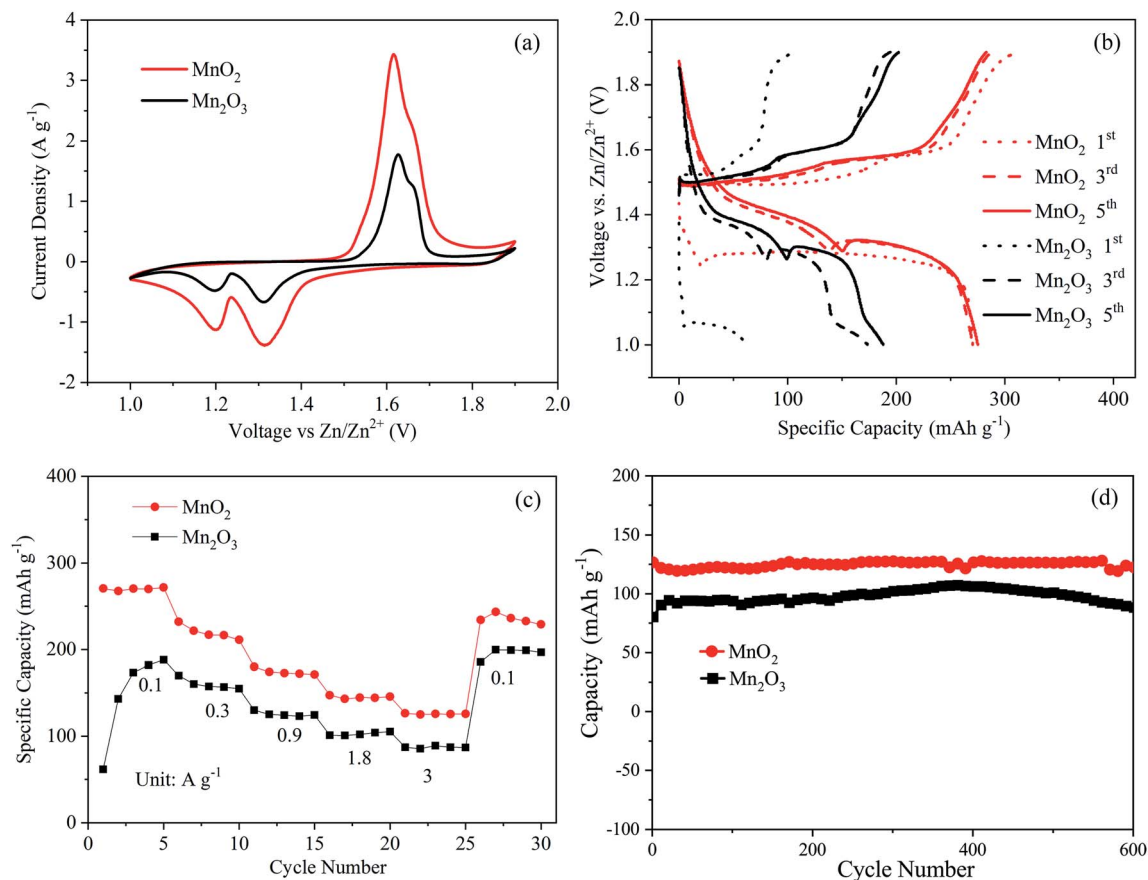 (a)
MnO2
Mn2O3
4
3
2
1
0
-1
-2
Current Density (A g-1)
1.0 1.2 1.4 1.6 1.8 2.0
Voltage vs Zn/Zn2+ (V)
(b)
2.0
1.8
1.6
1.4
1.2
1.0
Voltage vs. Zn/Zn2+ (V)
MnO2 1st
MnO2 3rd
MnO2 5th
Mn2O3 1st
Mn2O3 3rd
Mn2O3 5th
0 100 200 300 400
Specific Capacity (mAh g-1)
(c)
MnO2
Mn2O3
400
300
200
100
0
Specific Capacity (mAh g-1)
0.1
0.3
0.9
1.8
3
0.1
Unit: A g-1
0 5 10 15 20 25 30
Cycle Number
(d)
200
150
100
50
0
-50
-100
Capacity (mAh g-1)
MnO2
Mn2O3
0 200 400 600
Cycle Number